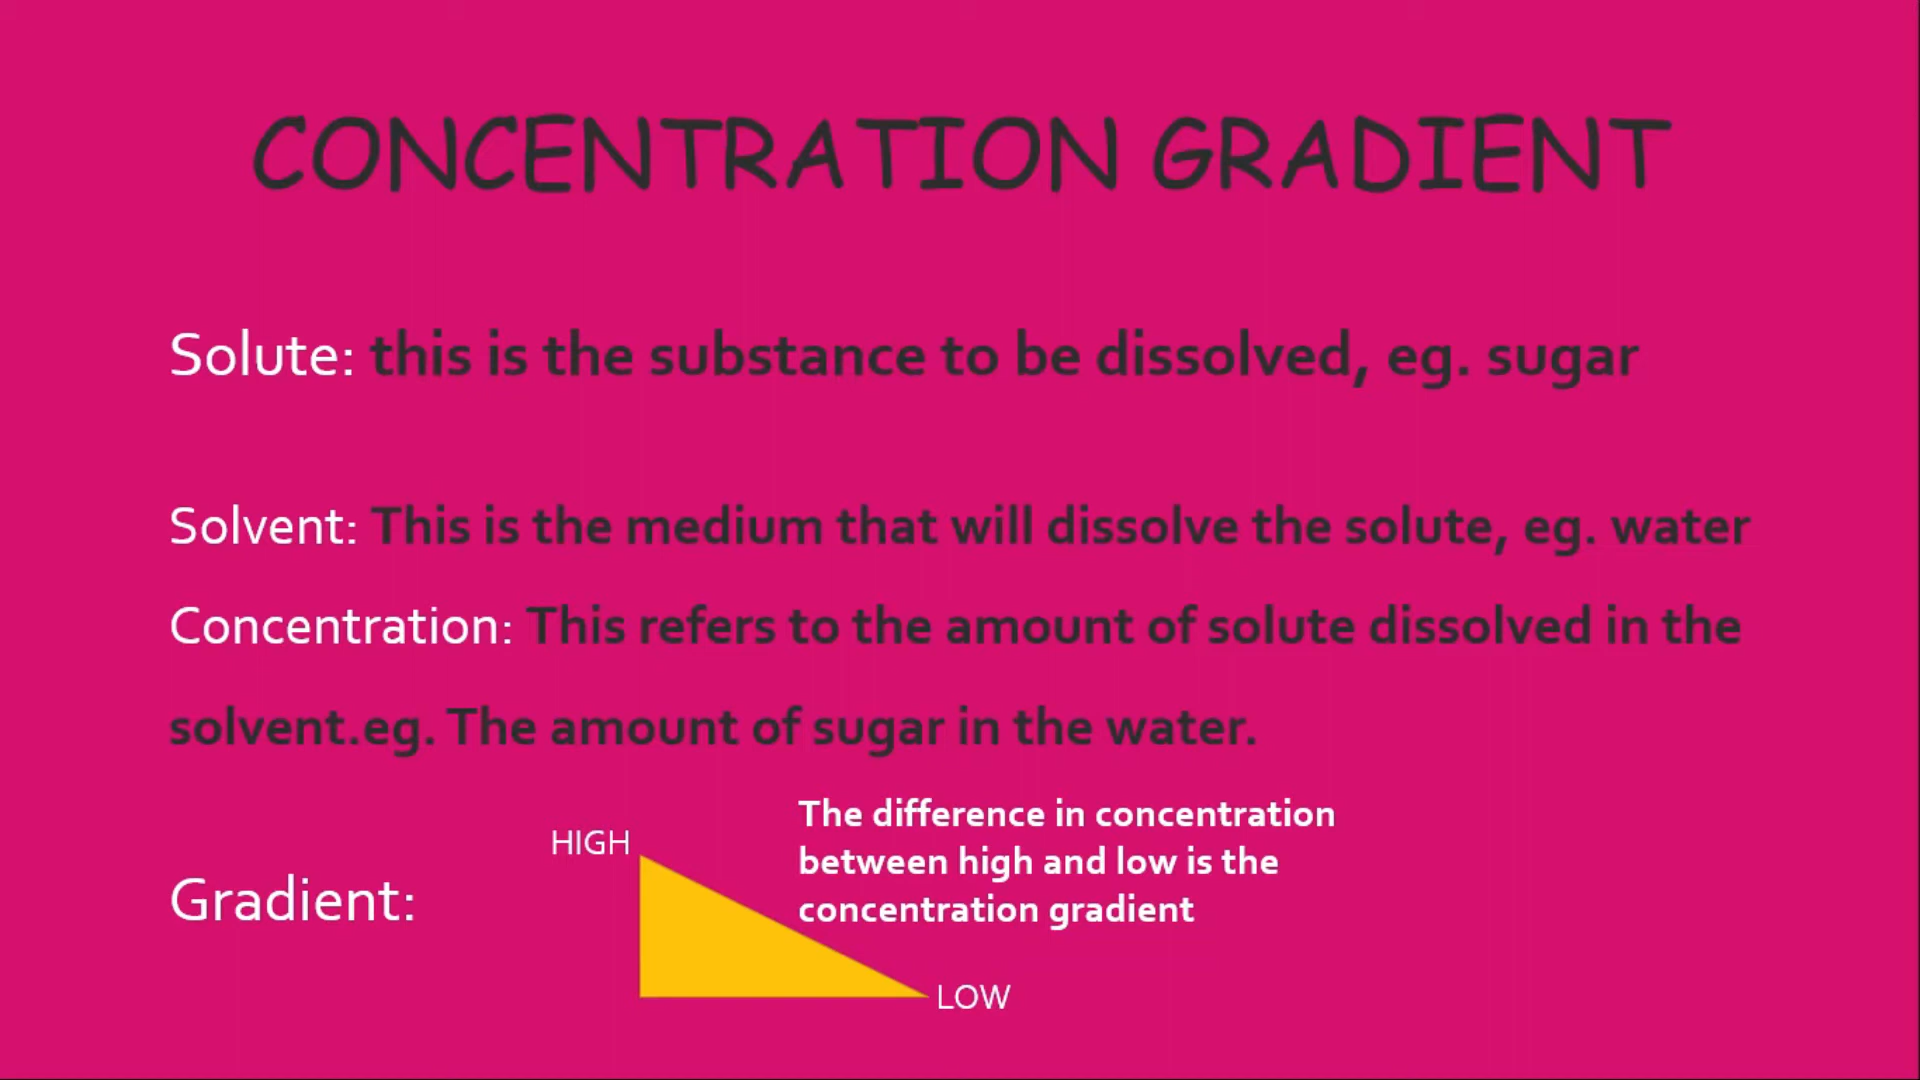 CONCENTRATION GRADIENT
Solute: this is the substance to be dissolved, eg. sugar
Solvent: This is the medium that will dissolve the solute, eg. water
Concentration: This refers to the amount of solute dissolved in the
solvent.eg. The amount of sugar in the water.
Gradient:
HIGH
The difference in concentration
between high and low is the
concentration gradient
LOW